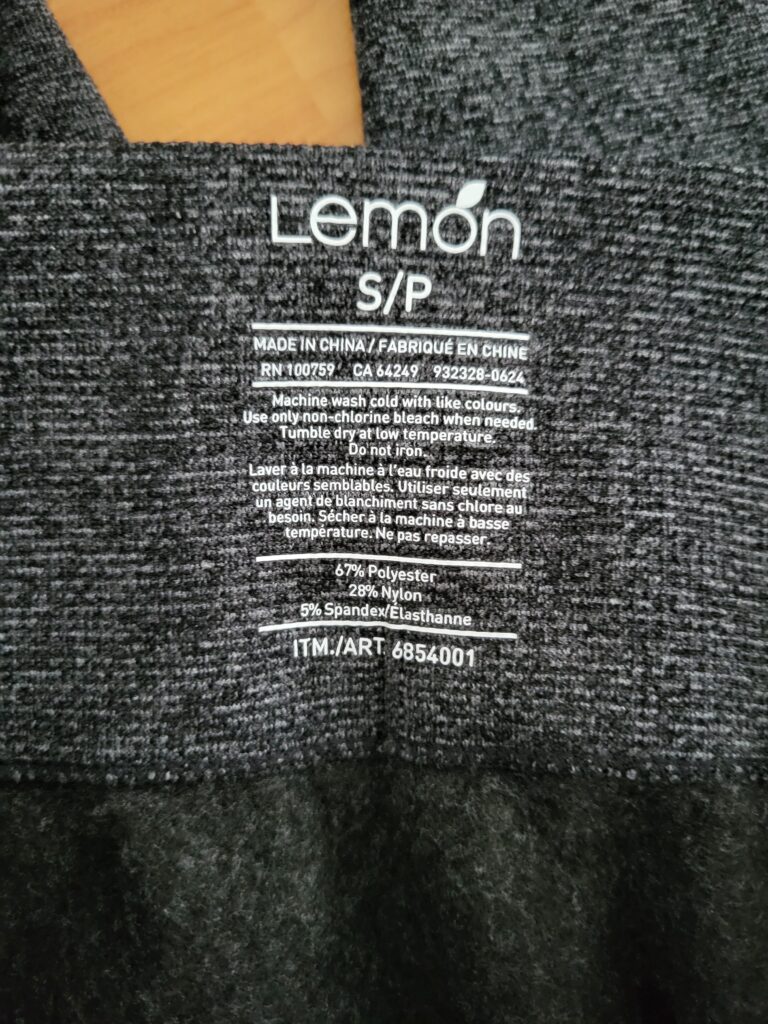 Lemon
S/P
MADE IN CHINA / FABRIQUÉ EN CHINE
RN 100759 CA 64249 932328-0624
Machine wash cold with like colours.
Use only non-chlorine bleach when needed.
Tumble dry at low temperature.
Do not iron.
Laver à la machine à l'eau froide avec des
couleurs semblables. Utiliser seulement
un agent de blanchiment sans chlore au
besoin. Sécher à la machine à basse
température. Ne pas repasser.
67% Polyester
28% Nylon
5% Spandex/Élasthanne
ITM./ART 6854001